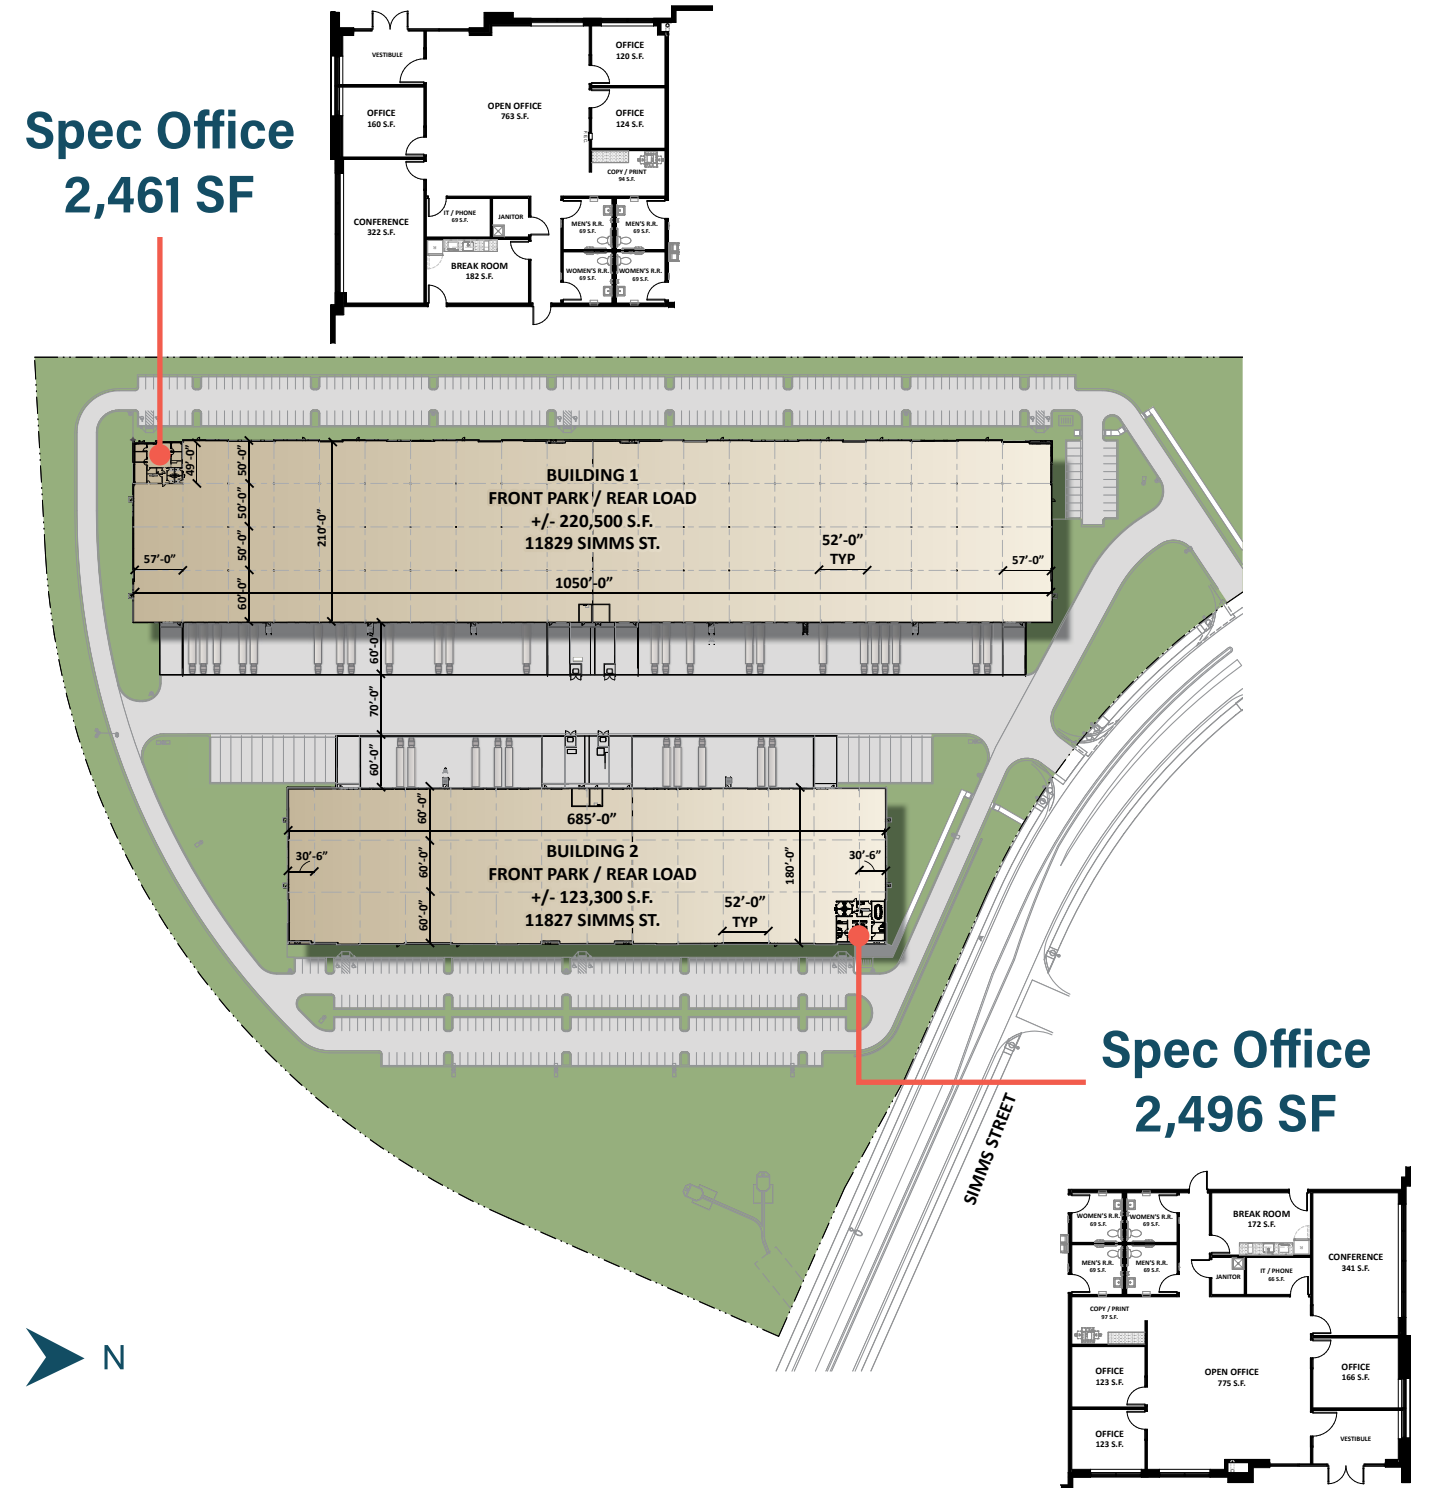 VESTIBULE
OFFICE
120 S.F.
OPEN OFFICE
763 S.F.
OFFICE
160 S.F.
OFFICE
124 S.F.
Spec Office
2,461 SF
COPY / PRINT
94 S.F.
CONFERENCE
322 S.F.
IT / PHONE
69 S.F.
JANITOR
MEN'S R.R.
69 S.F.
MEN'S R.R.
69 S.F.
BREAK ROOM
182 S.F.
WOMEN'S R.R.
69 S.F.
WOMEN'S R.R.
69 S.F.
49'-0"
50'-0"
50'-0"
50'-0"
60'-0"
210'-0"
BUILDING 1
FRONT PARK / REAR LOAD
+/- 220,500 S.F.
11829 SIMMS ST.
57'-0"
52'-0"
TYP
57'-0"
1050'-0"
60'-0"
70'-0"
60'-0"
60'-0"
60'-0"
60'-0"
685'-0"
BUILDING 2
FRONT PARK / REAR LOAD
+/- 123,300 S.F.
11827 SIMMS ST.
30'-6"
180'-0"
30'-6"
52'-0"
TYP
SIMMS STREET
Spec Office
2,496 SF
WOMEN'S R.R.
69 S.F.
WOMEN'S R.R.
69 S.F.
BREAK ROOM
172 S.F.
MEN'S R.R.
69 S.F.
MEN'S R.R.
69 S.F.
JANITOR
IT / PHONE
66 S.F.
CONFERENCE
341 S.F.
COPY / PRINT
97 S.F.
OFFICE
123 S.F.
OPEN OFFICE
775 S.F.
OFFICE
166 S.F.
OFFICE
123 S.F.
VESTIBULE
N